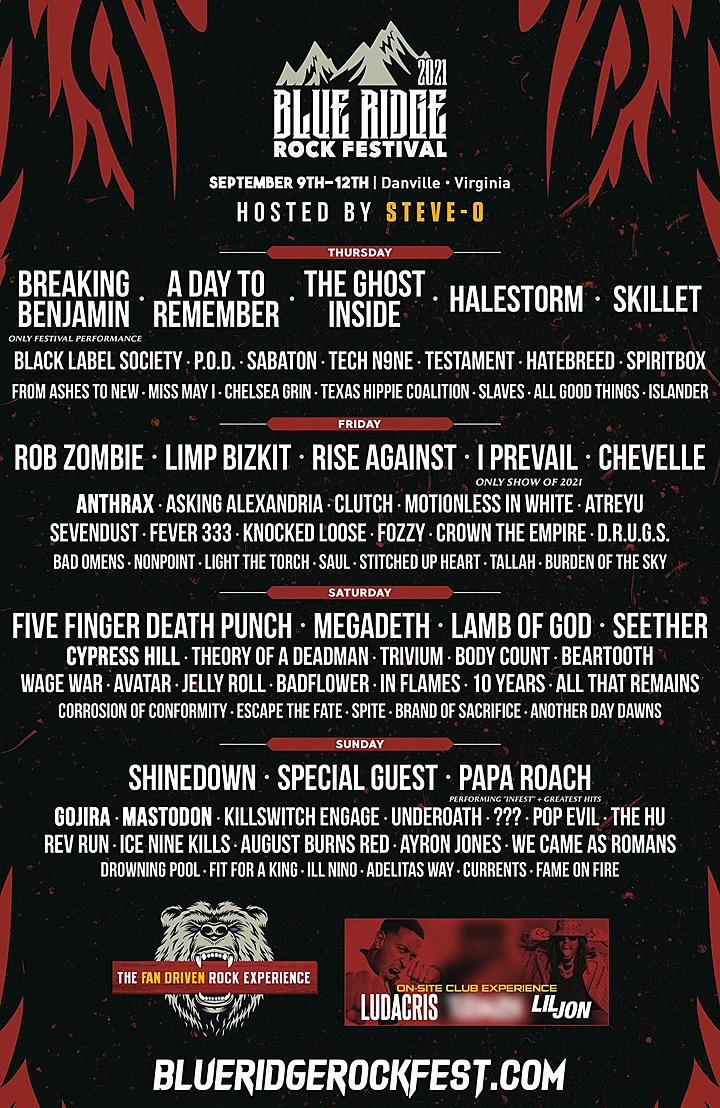 2021
BLUE RIDGE
ROCK FESTIVAL
SEPTEMBER 9TH-12TH | Danville • Virginia
HOSTED BY STEVE-O
THURSDAY
BREAKING BENJAMIN · A DAY TO REMEMBER · THE GHOST INSIDE · HALESTORM · SKILLET
ONLY FESTIVAL PERFORMANCE
BLACK LABEL SOCIETY · P.O.D. · SABATON · TECH N9NE · TESTAMENT · HATEBREED · SPIRITBOX
FROM ASHES TO NEW · MISS MAY I · CHELSEA GRIN · TEXAS HIPPIE COALITION · SLAVES · ALL GOOD THINGS · ISLANDER
FRIDAY
ROB ZOMBIE · LIMP BIZKIT · RISE AGAINST · I PREVAIL · CHEVELLE
ONLY SHOW OF 2021
ANTHRAX · ASKING ALEXANDRIA · CLUTCH · MOTIONLESS IN WHITE · ATREYU
SEVENDUST · FEVER 333 · KNOCKED LOOSE · FOZZY · CROWN THE EMPIRE · D.R.U.G.S.
BAD OMENS · NONPOINT · LIGHT THE TORCH · SAUL · STITCHED UP HEART · TALLAH · BURDEN OF THE SKY
SATURDAY
FIVE FINGER DEATH PUNCH · MEGADETH · LAMB OF GOD · SEETHER
CYPRESS HILL · THEORY OF A DEADMAN · TRIVIUM · BODY COUNT · BEARTOOTH
WAGE WAR · AVATAR · JELLY ROLL · BADFLOWER · IN FLAMES · 10 YEARS · ALL THAT REMAINS
CORROSION OF CONFORMITY · ESCAPE THE FATE · SPITE · BRAND OF SACRIFICE · ANOTHER DAY DAWNS
SUNDAY
SHINEDOWN · SPECIAL GUEST · PAPA ROACH
PERFORMING "INFEST" + GREATEST HITS
GOJIRA · MASTODON · KILLSWITCH ENGAGE · UNDEROATH · ??? · POP EVIL · THE HU
REV RUN · ICE NINE KILLS · AUGUST BURNS RED · AYRON JONES · WE CAME AS ROMANS
DROWNING POOL · FIT FOR A KING · ILL NINO · ADELITAS WAY · CURRENTS · FAME ON FIRE
THE FAN DRIVEN ROCK EXPERIENCE
ON-SITE CLUB EXPERIENCE
LUDACRIS LIL JON
BLUERIDGEROCKFEST.COM